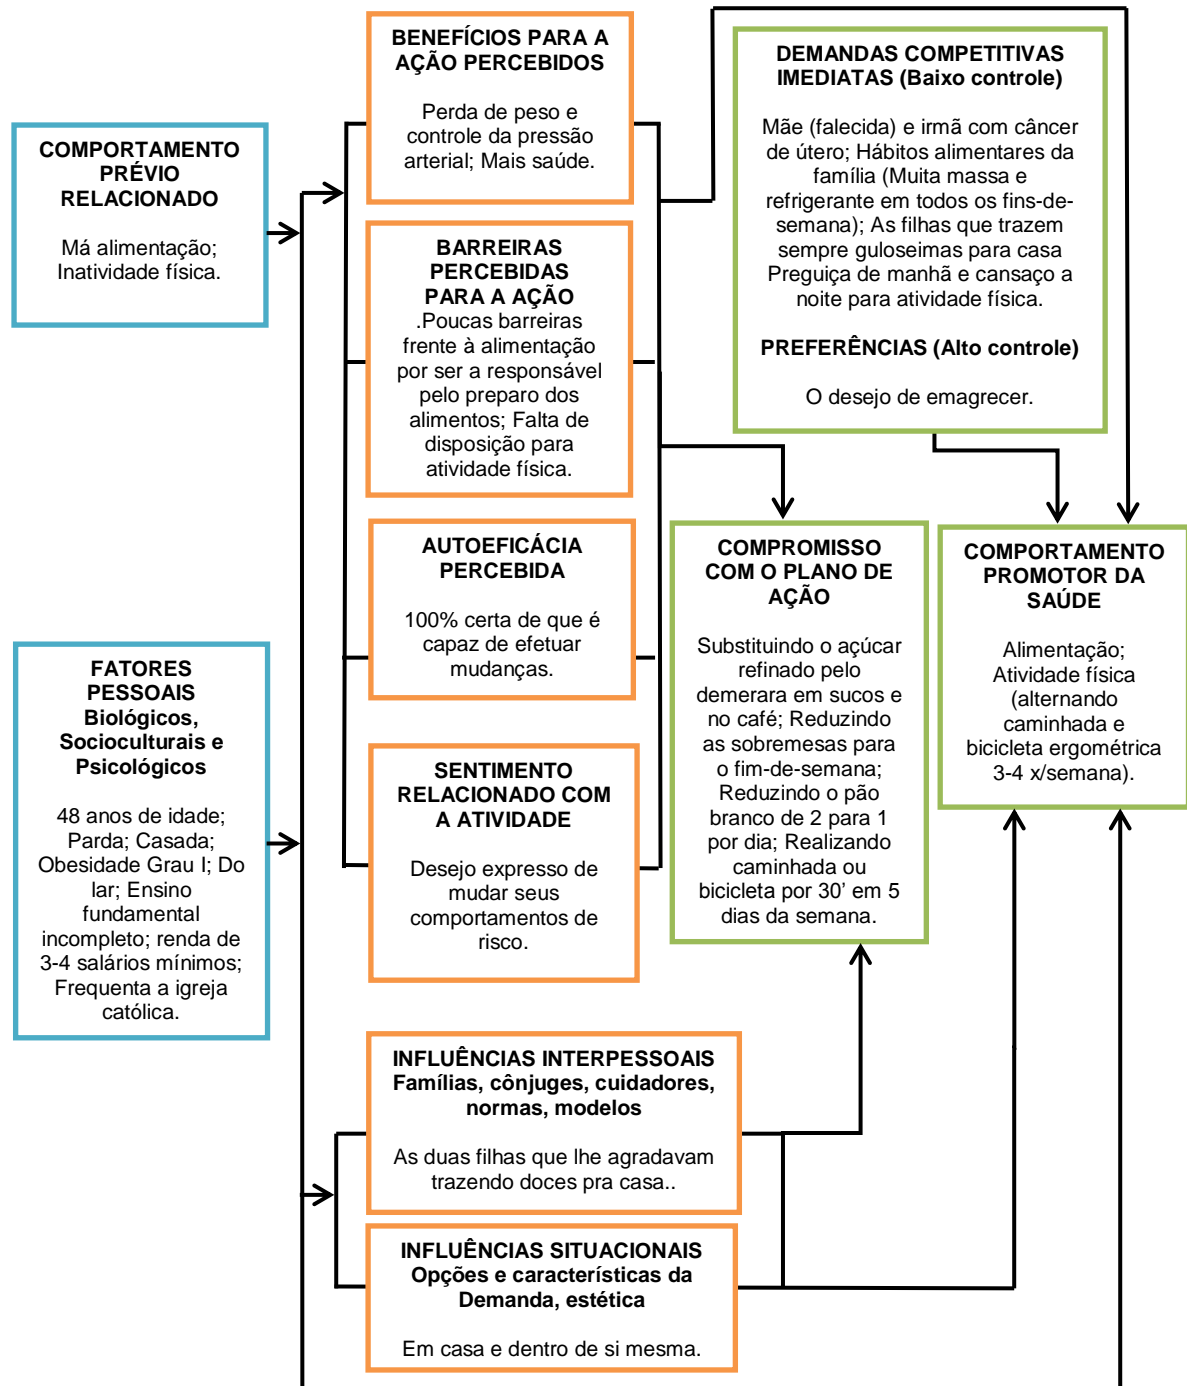 COMPORTAMENTO
PRÉVIO
RELACIONADO
Má alimentação;
Inatividade física.
FATORES
PESSOAIS
Biológicos,
Socioculturais e
Psicológicos
48 anos de idade;
Parda; Casada;
Obesidade Grau I; Do
lar; Ensino
fundamental
incompleto; renda de
3-4 salários mínimos;
Frequenta a igreja
católica.
BENEFÍCIOS PARA A
AÇÃO PERCEBIDOS
Perda de peso e
controle da pressão
arterial; Mais saúde.
BARREIRAS
PERCEBIDAS
PARA A AÇÃO
.Poucas barreiras
frente à alimentação
por ser a responsável
pelo preparo dos
alimentos; Falta de
disposição para
atividade física.
AUTOEFICÁCIA
PERCEBIDA
100% certa de que é
capaz de efetuar
mudanças.
SENTIMENTO
RELACIONADO COM
A ATIVIDADE
Desejo expresso de
mudar seus
comportamentos de
risco.
INFLUÊNCIAS INTERPESSOAIS
Famílias, cônjuges, cuidadores,
normas, modelos
As duas filhas que lhe agradavam
trazendo doces pra casa..
INFLUÊNCIAS SITUACIONAIS
Opções e características da
Demanda, estética
Em casa e dentro de si mesma.
DEMANDAS COMPETITIVAS
IMEDIATAS (Baixo controle)
Mãe (falecida) e irmã com câncer
de útero; Hábitos alimentares da
família (Muita massa e
refrigerante em todos os fins-de-
semana); As filhas que trazem
sempre guloseimas para casa
Preguiça de manhã e cansaço a
noite para atividade física.
PREFERÊNCIAS (Alto controle)
O desejo de emagrecer.
COMPROMISSO
COM O PLANO DE
AÇÃO
Substituindo o açúcar
refinado pelo
demerara em sucos e
no café; Reduzindo
as sobremesas para
o fim-de-semana;
Reduzindo o pão
branco de 2 para 1
por dia; Realizando
caminhada ou
bicicleta por 30’ em 5
dias da semana.
COMPORTAMENTO
PROMOTOR DA
SAÚDE
Alimentação;
Atividade física
(alternando
caminhada e
bicicleta ergométrica
3-4 x/semana).